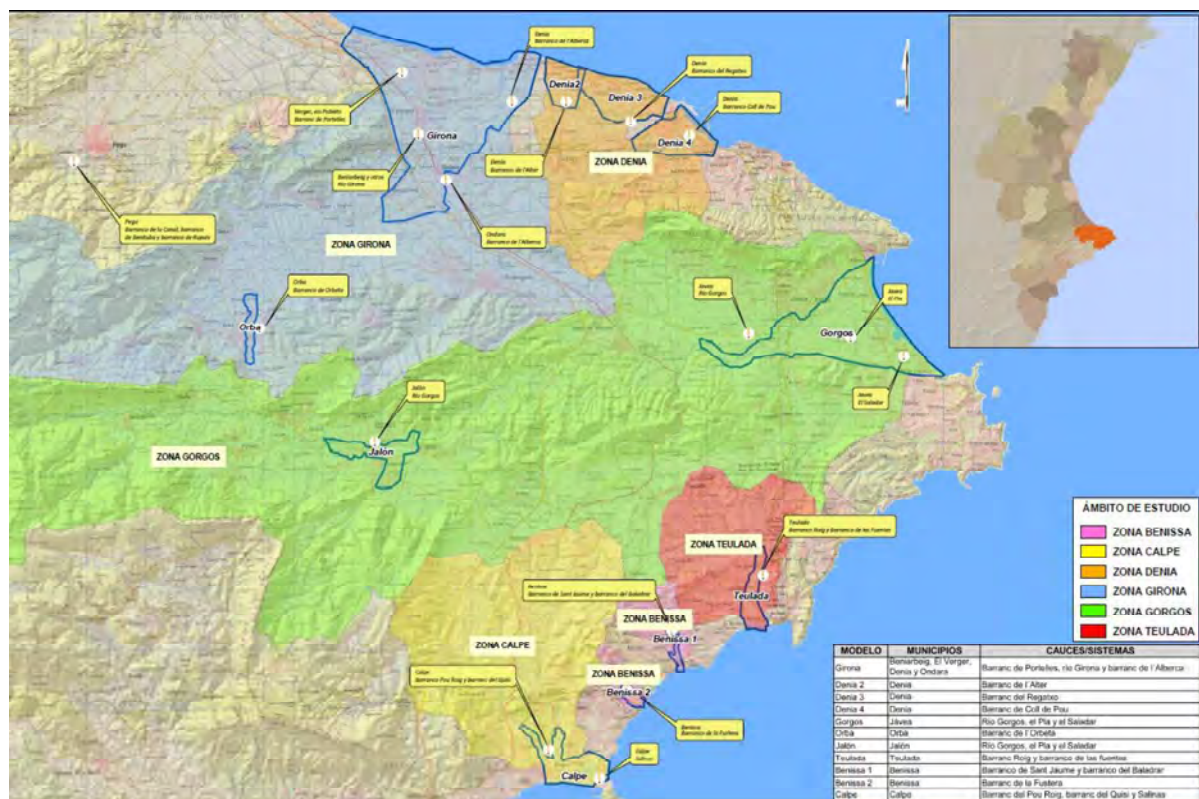 Denia
Barranco de l'Alberca
Denia
Barranco del Regatxo
Denia2
Denia 3
Denia
Barranco Coll de Pou
Barranc de Portelles
Girona
Denia 4
Pego
Denia
Barranco de l'Alter
ZONA DENIA
Beniarbeig y otros
río Girona
Pego
Barranco de Benituba y barranco de Rupais
Ondara
Barranco de l'Alberca
ZONA GIRONA
Orba
Barranco de Orbeta
Orba
Javea
Río Gorgos
Javea
El Pla
Gorgos
Jalón
Río Gorgos
Javea
El Saladar
Jalón
ZONA GORGOS
Teulada
Barranco Roig y barranco de las Fuentes
ZONA TEULADA
Teulada
Benissa
Barranco de Sant Jaume y barranco del Baladrar
ZONA BENISSA
Benissa 1
ZONA CALPE
ZONA BENISSA
Calpe
Barranco Pou Roig y barranc del Quisi
Benissa 2
Benissa
Barranco de la Fustera
Calpe
Salinas
Calpe
ÁMBITO DE ESTUDIO
ZONA BENISSA
ZONA CALPE
ZONA DENIA
ZONA GIRONA
ZONA GORGOS
ZONA TEULADA
MODELO MUNICIPIOS CAUCES/SISTEMAS
Girona Beniarbeig, El Verger, Denia y Ondara Barranc de Portelles, río Girona y barranc de l'Alberca
Denia 2 Denia Barranc de l'Alter
Denia 3 Denia Barranc del Regatxo
Denia 4 Denia Barranc de Coll de Pou
Gorgos Jávea Río Gorgos, el Pla y el Saladar
Orba Orba Barranc de l'Orbeta
Jalón Jalón Río Gorgos, el Pla y el Saladar
Teulada Teulada Barranc Roig y barranco de las fuentes
Benissa 1 Benissa Barranco de Sant Jaume y barranco del Baladrar
Benissa 2 Benissa Barranc de la Fustera
Calpe Calpe Barranc del Pou Roig, barranc del Quisi y Salinas